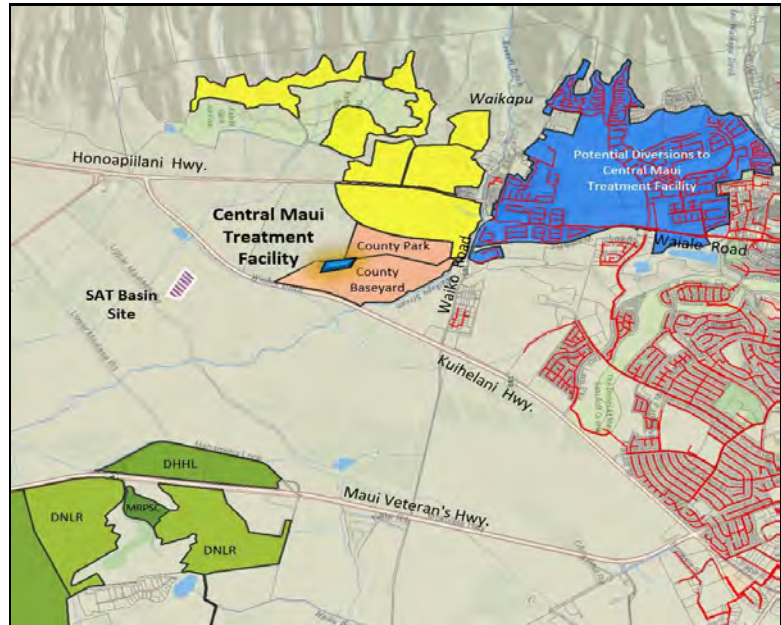 Waikapu
Honoapiilani Hwy.
Potential Diversions to
Central Maui
Treatment Facility
Central Maui
Treatment
Facility
County Park
County
Baseyard
Waiko Road
Waiale Road
SAT Basin
Site
Kuihelani Hwy.
DHHL
MRPSC
DNLR
DNLR
Maui Veteran's Hwy.